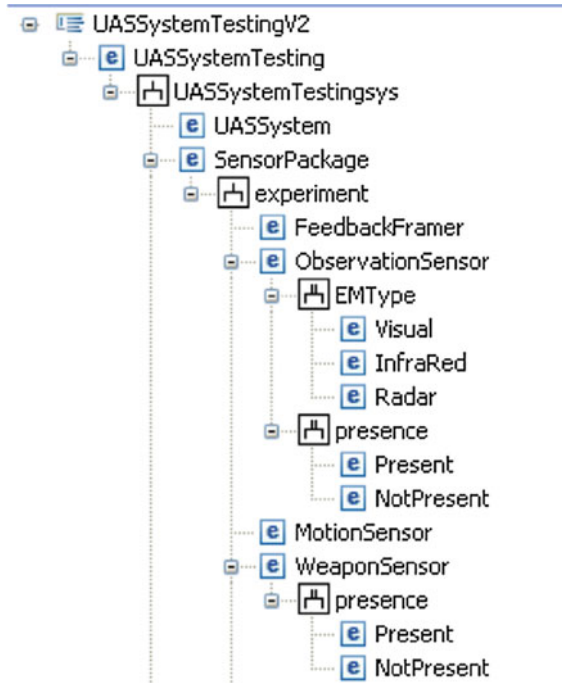 UASSystemTestingV2
e UASSystemTesting
UASSystemTestingsys
e UASSystem
e SensorPackage
experiment
e FeedbackFramer
e ObservationSensor
EMType
e Visual
e InfraRed
e Radar
presence
e Present
e NotPresent
e MotionSensor
e WeaponSensor
presence
e Present
e NotPresent